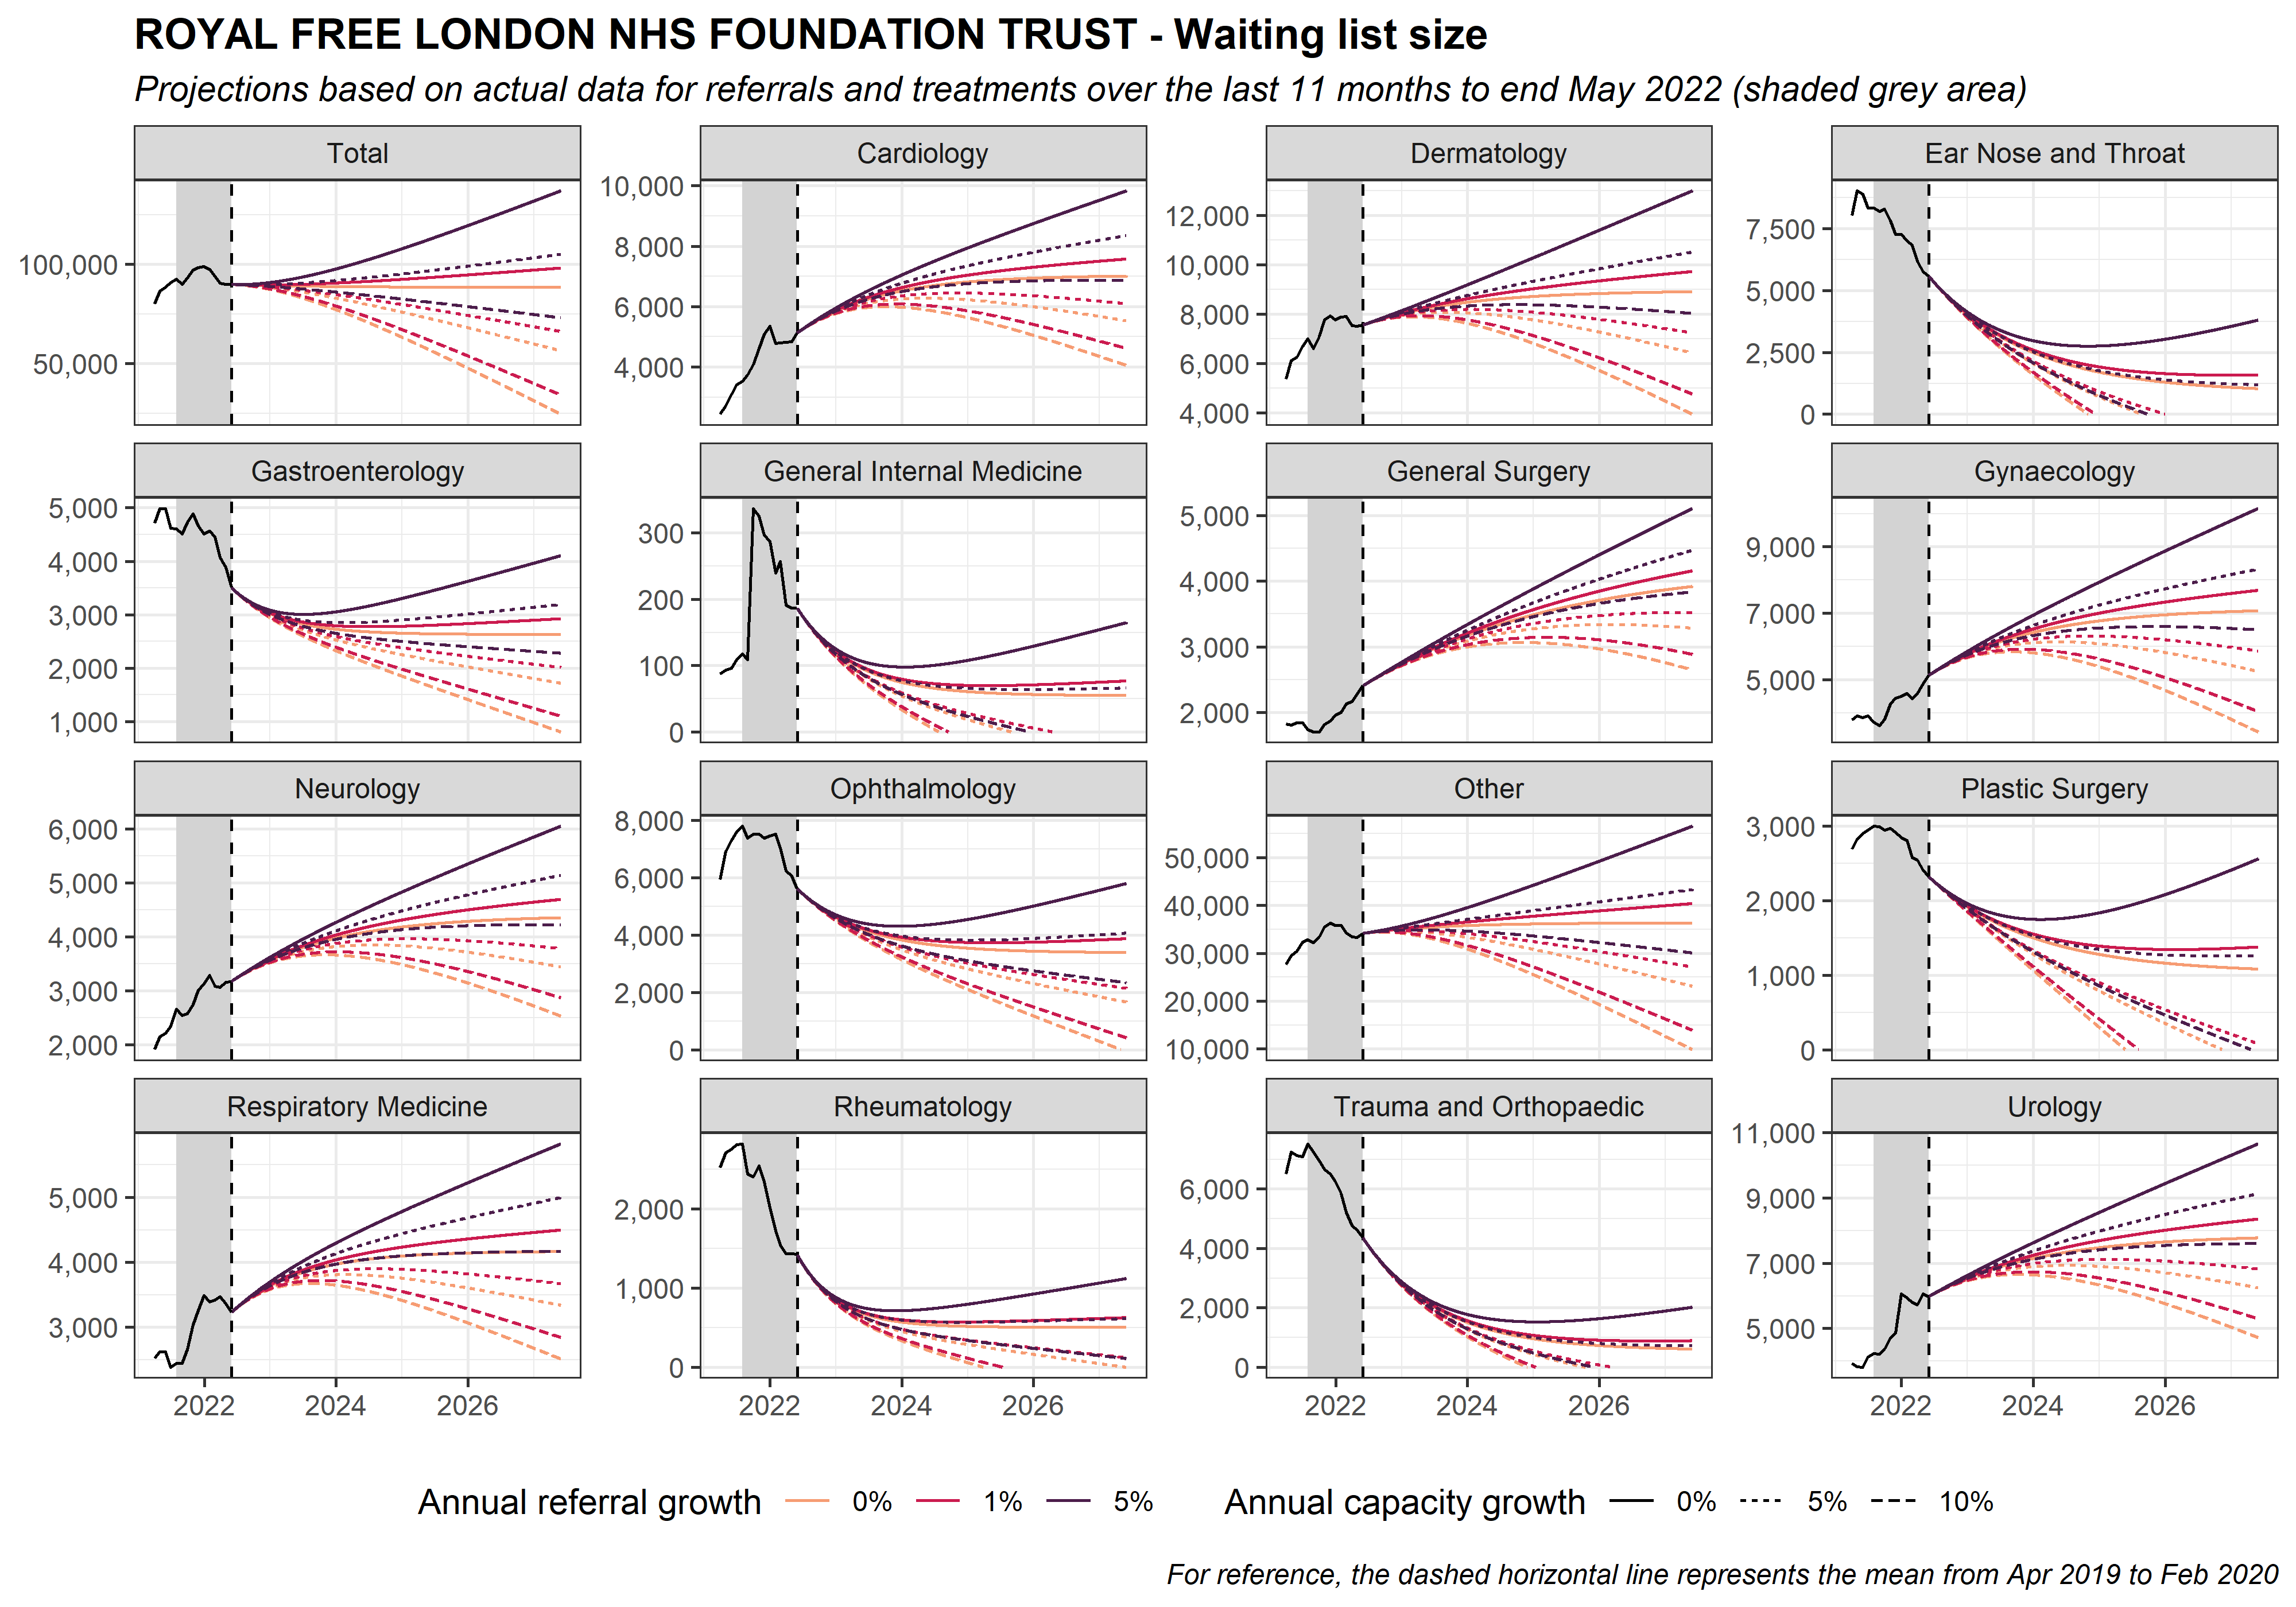 ROYAL FREE LONDON NHS FOUNDATION TRUST - Waiting list size
Projections based on actual data for referrals and treatments over the last 11 months to end May 2022 (shaded grey area)
Total
Cardiology
Dermatology
Ear Nose and Throat
100,000
50,000
10,000
8,000
6,000
4,000
12,000
10,000
8,000
6,000
4,000
7,500
5,000
2,500
0
Gastroenterology
General Internal Medicine
General Surgery
Gynaecology
5,000
4,000
3,000
2,000
1,000
300
200
100
0
5,000
4,000
3,000
2,000
9,000
7,000
5,000
Neurology
Ophthalmology
Other
Plastic Surgery
6,000
5,000
4,000
3,000
2,000
8,000
6,000
4,000
2,000
0
50,000
40,000
30,000
20,000
10,000
3,000
2,000
1,000
0
Respiratory Medicine
Rheumatology
Trauma and Orthopaedic
Urology
5,000
4,000
3,000
2,000
1,000
0
6,000
4,000
2,000
0
11,000
9,000
7,000
5,000
2022 2024 2026
2022 2024 2026
2022 2024 2026
2022 2024 2026
Annual referral growth 0% 1% 5%
Annual capacity growth 0% 5% 10%
For reference, the dashed horizontal line represents the mean from Apr 2019 to Feb 2020